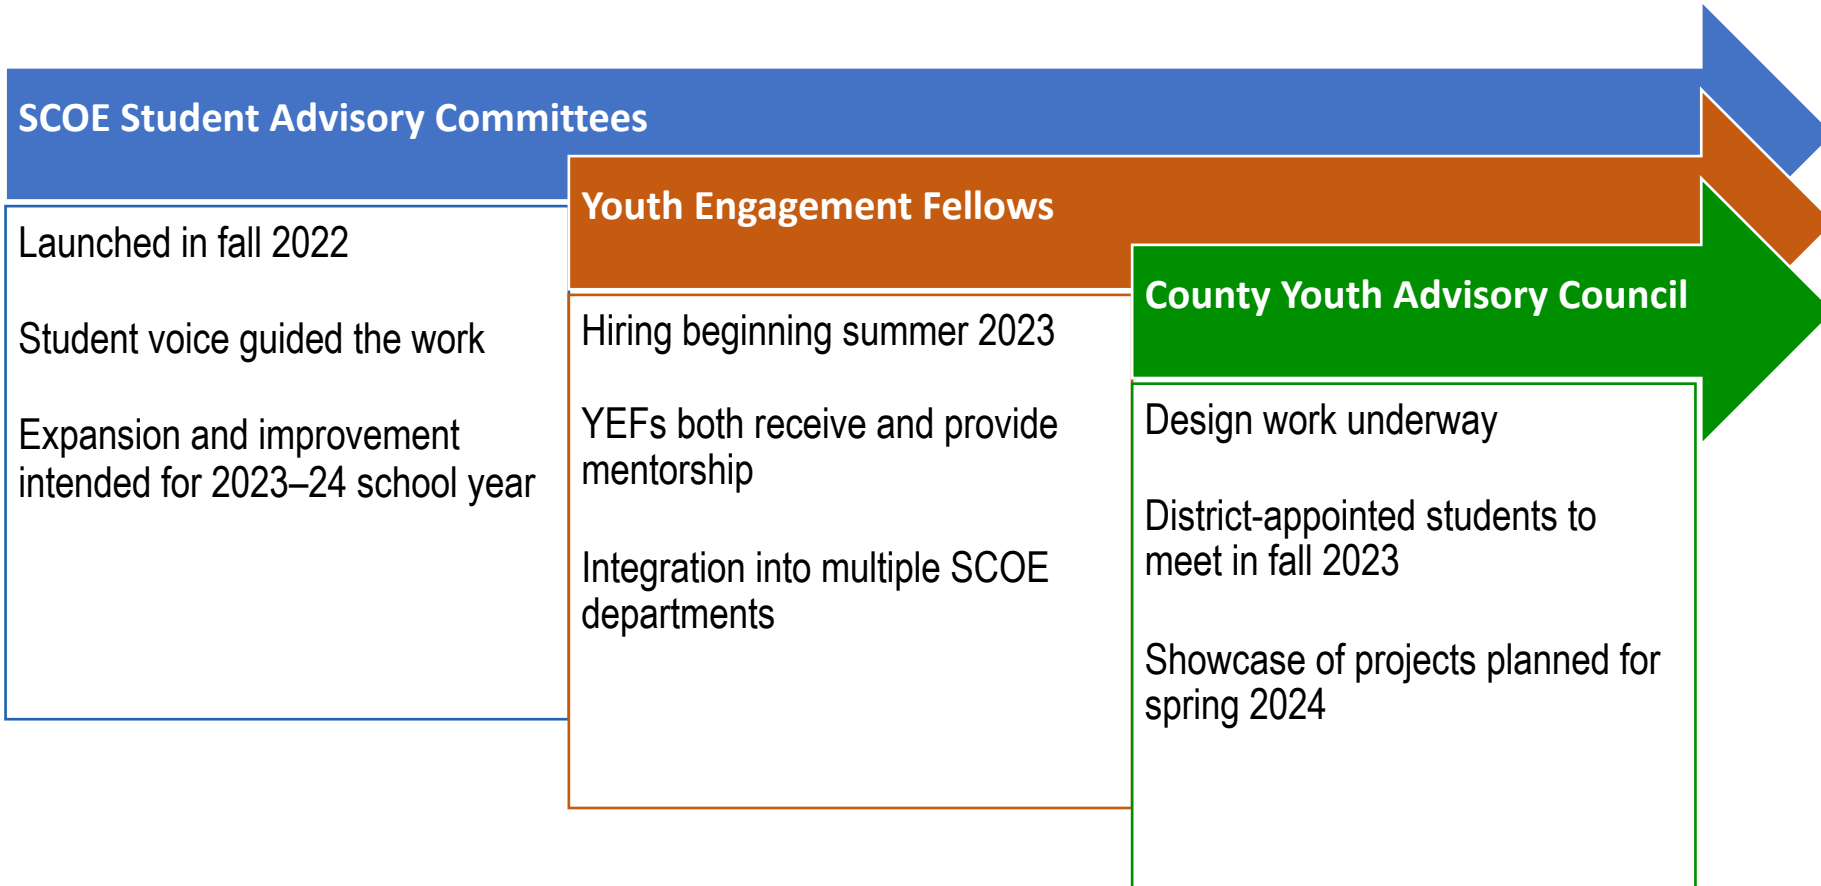 SCOE Student Advisory Committees
Launched in fall 2022
Student voice guided the work
Expansion and improvement
intended for 2023–24 school year
Youth Engagement Fellows
Hiring beginning summer 2023
YEFs both receive and provide
mentorship
Integration into multiple SCOE
departments
County Youth Advisory Council
Design work underway
District-appointed students to
meet in fall 2023
Showcase of projects planned for
spring 2024